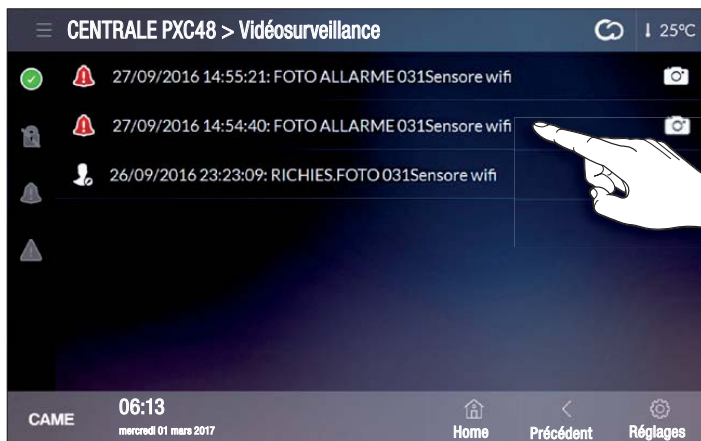 CENTRALE PXC48 > Vidéosurveillance
25°C
27/09/2016 14:55:21: FOTO ALLARME 031Sensore wifi
27/09/2016 14:54:40: FOTO ALLARME 031Sensore wifi
26/09/2016 23:23:09: RICHIES.FOTO 031Sensore wifi
CAME
06:13
mercredi 01 mars 2017
Home
Précédent
Réglages